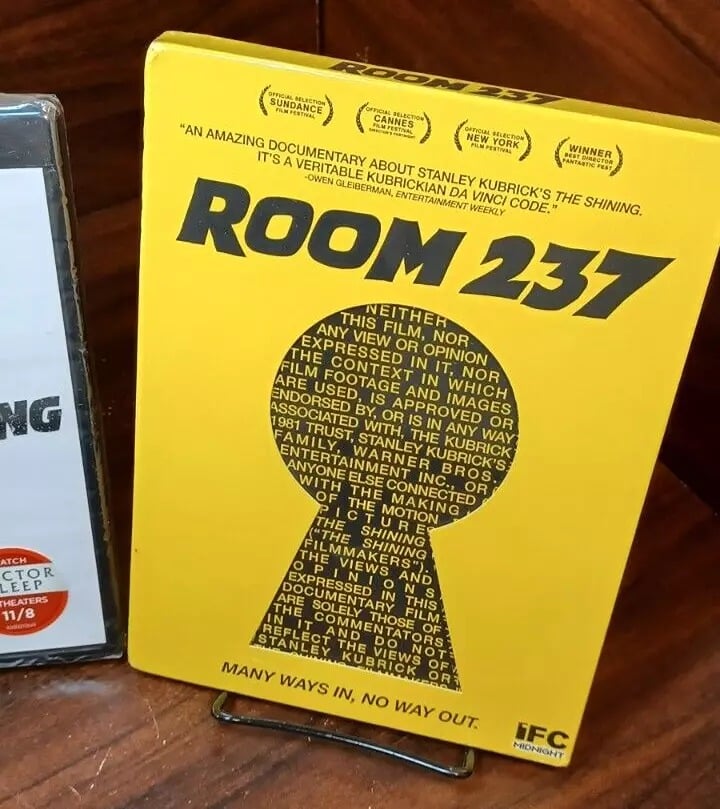 ROOM 237
OFFICIAL SELECTION
SUNDANCE
FILM FESTIVAL
OFFICIAL SELECTION
CANNES
FILM FESTIVAL
OFFICIAL SELECTION
NEW YORK
FILM FESTIVAL
WINNER
BEST DIRECTOR
FANTASTIC FEST
"AN AMAZING DOCUMENTARY ABOUT STANLEY KUBRICK'S THE SHINING.
IT'S A VERITABLE KUBRICKIAN DA VINCI CODE."
-OWEN GLEIBERMAN, ENTERTAINMENT WEEKLY
ROOM 237
NEITHER
THIS FILM, NOR
ANY VIEW OR OPINION
EXPRESSED IN IT, NOR
THE CONTEXT IN WHICH
FILM FOOTAGE AND IMAGES
ARE USED, IS APPROVED OR
ENDORSED BY, OR IS IN ANY WAY
ASSOCIATED WITH, THE KUBRICK
1981 TRUST, STANLEY KUBRICK'S
FAMILY, WARNER BROS.
ENTERTAINMENT INC., OR
ANYONE ELSE CONNECTED
WITH THE MAKING
OF THE MOTION
PICTURE
THE SHINING
("THE SHINING
FILMMAKERS").
THE VIEWS AND
OPINIONS
EXPRESSED IN THIS
DOCUMENTARY FILM
ARE SOLELY THOSE OF
THE COMMENTATORS
IN IT AND DO NOT
REFLECT THE VIEWS OF
STANLEY KUBRICK OR
MANY WAYS IN, NO WAY OUT.
IFC
MIDNIGHT
NG
ATCH
CTOR
LEEP
THEATERS
11/8